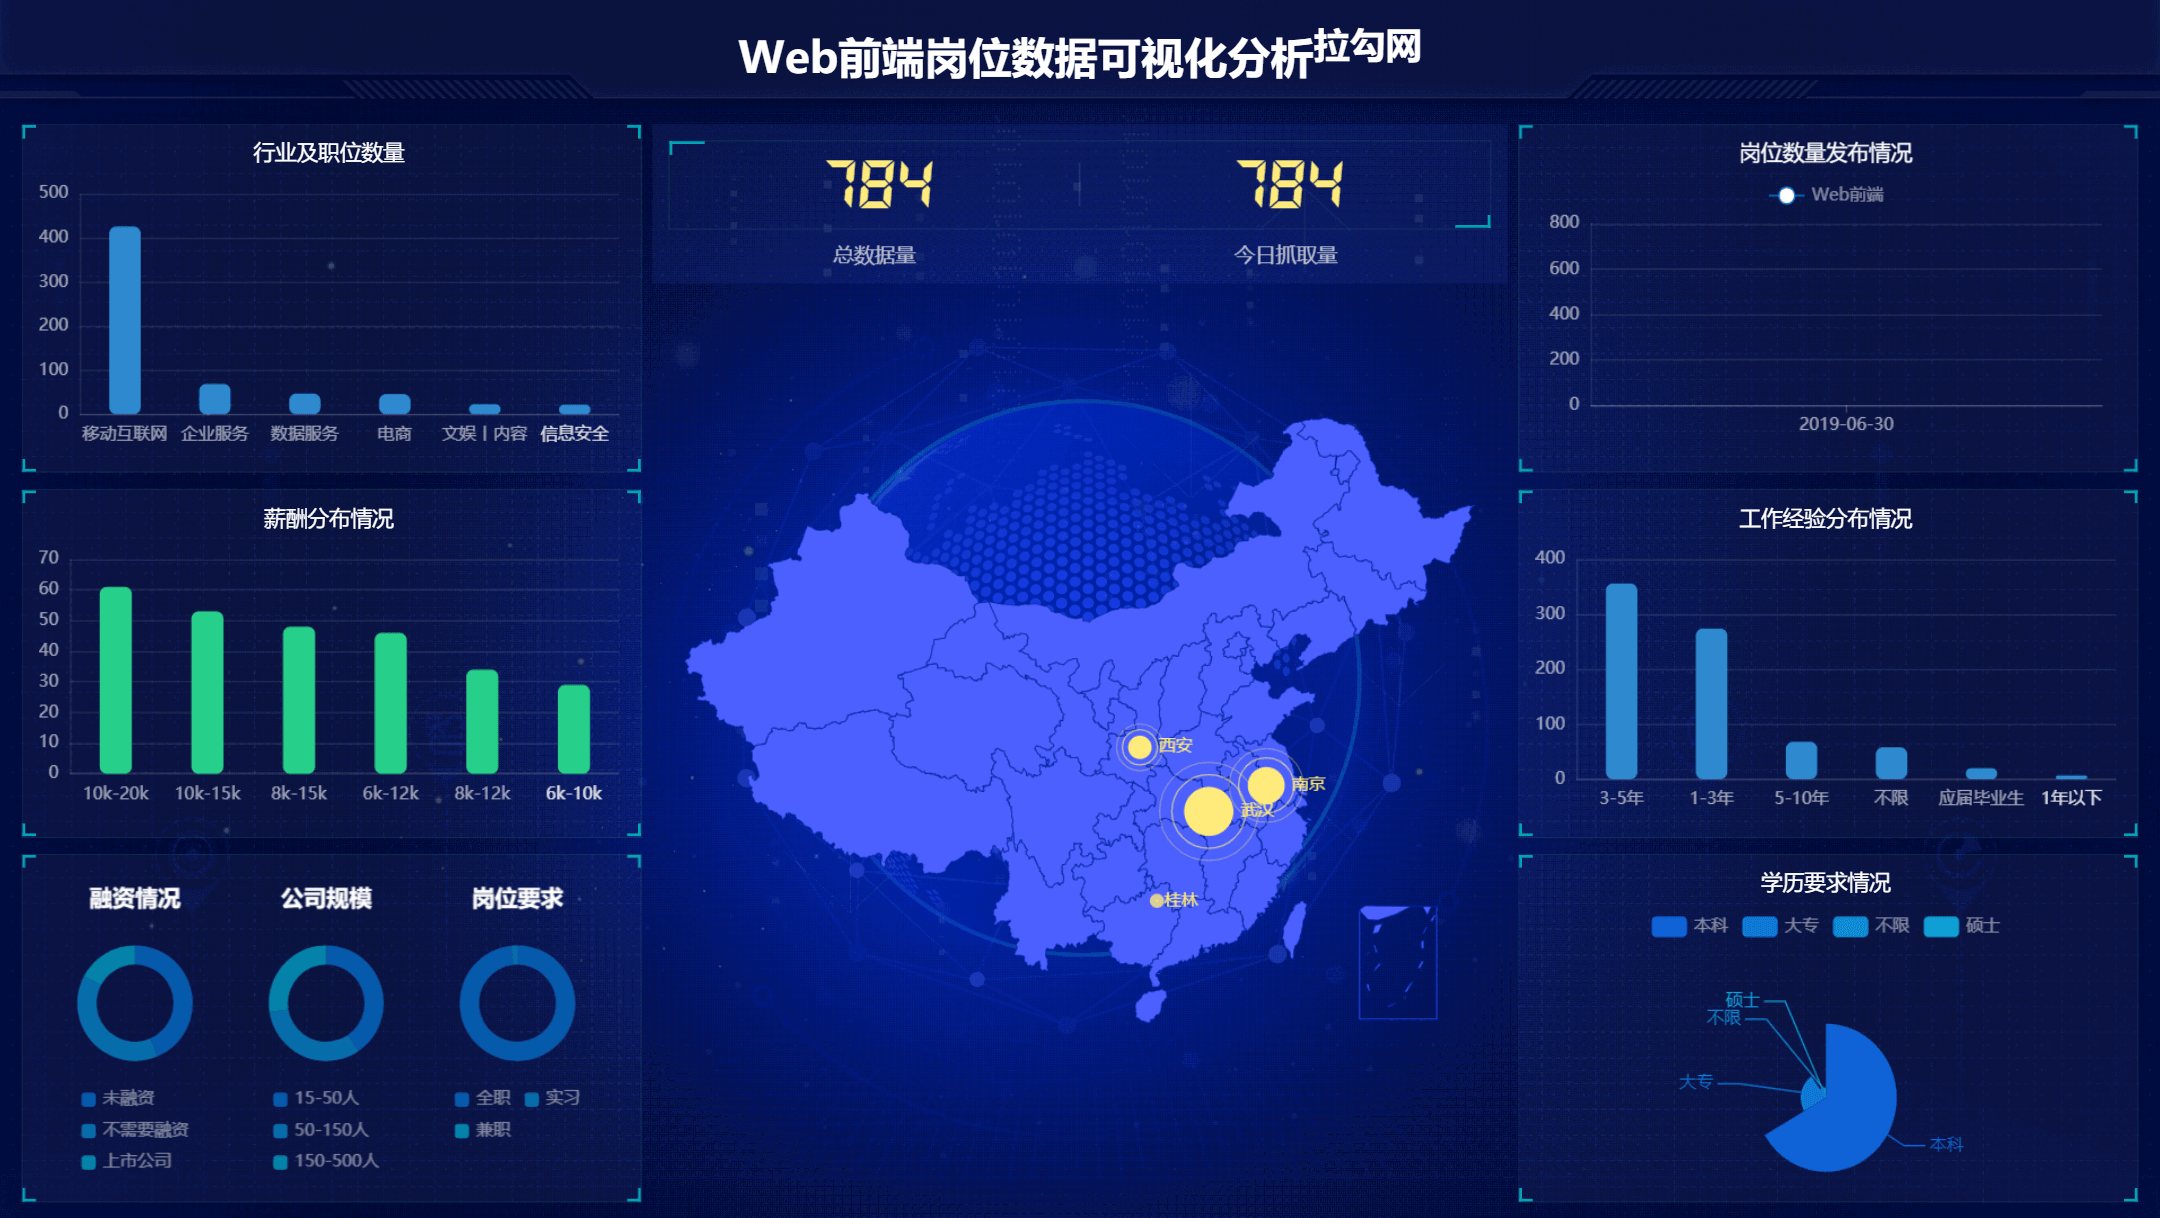 Web前端岗位数据可视化分析拉勾网
行业及职位数量
500
400
300
200
100
0
移动互联网 企业服务 数据服务 电商 文娱丨内容 信息安全
薪酬分布情况
70
60
50
40
30
20
10
0
10k-20k 10k-15k 8k-15k 6k-12k 8k-12k 6k-10k
融资情况 公司规模 岗位要求
未融资
不需要融资
上市公司
15-50人
50-150人
150-500人
全职 实习
兼职
784 784
总数据量 今日抓取量
西安
南京
武汉
桂林
岗位数量发布情况
Web前端
800
600
400
200
0
2019-06-30
工作经验分布情况
400
300
200
100
0
3-5年 1-3年 5-10年 不限 应届毕业生 1年以下
学历要求情况
本科 大专 不限 硕士
硕士
不限
大专
本科